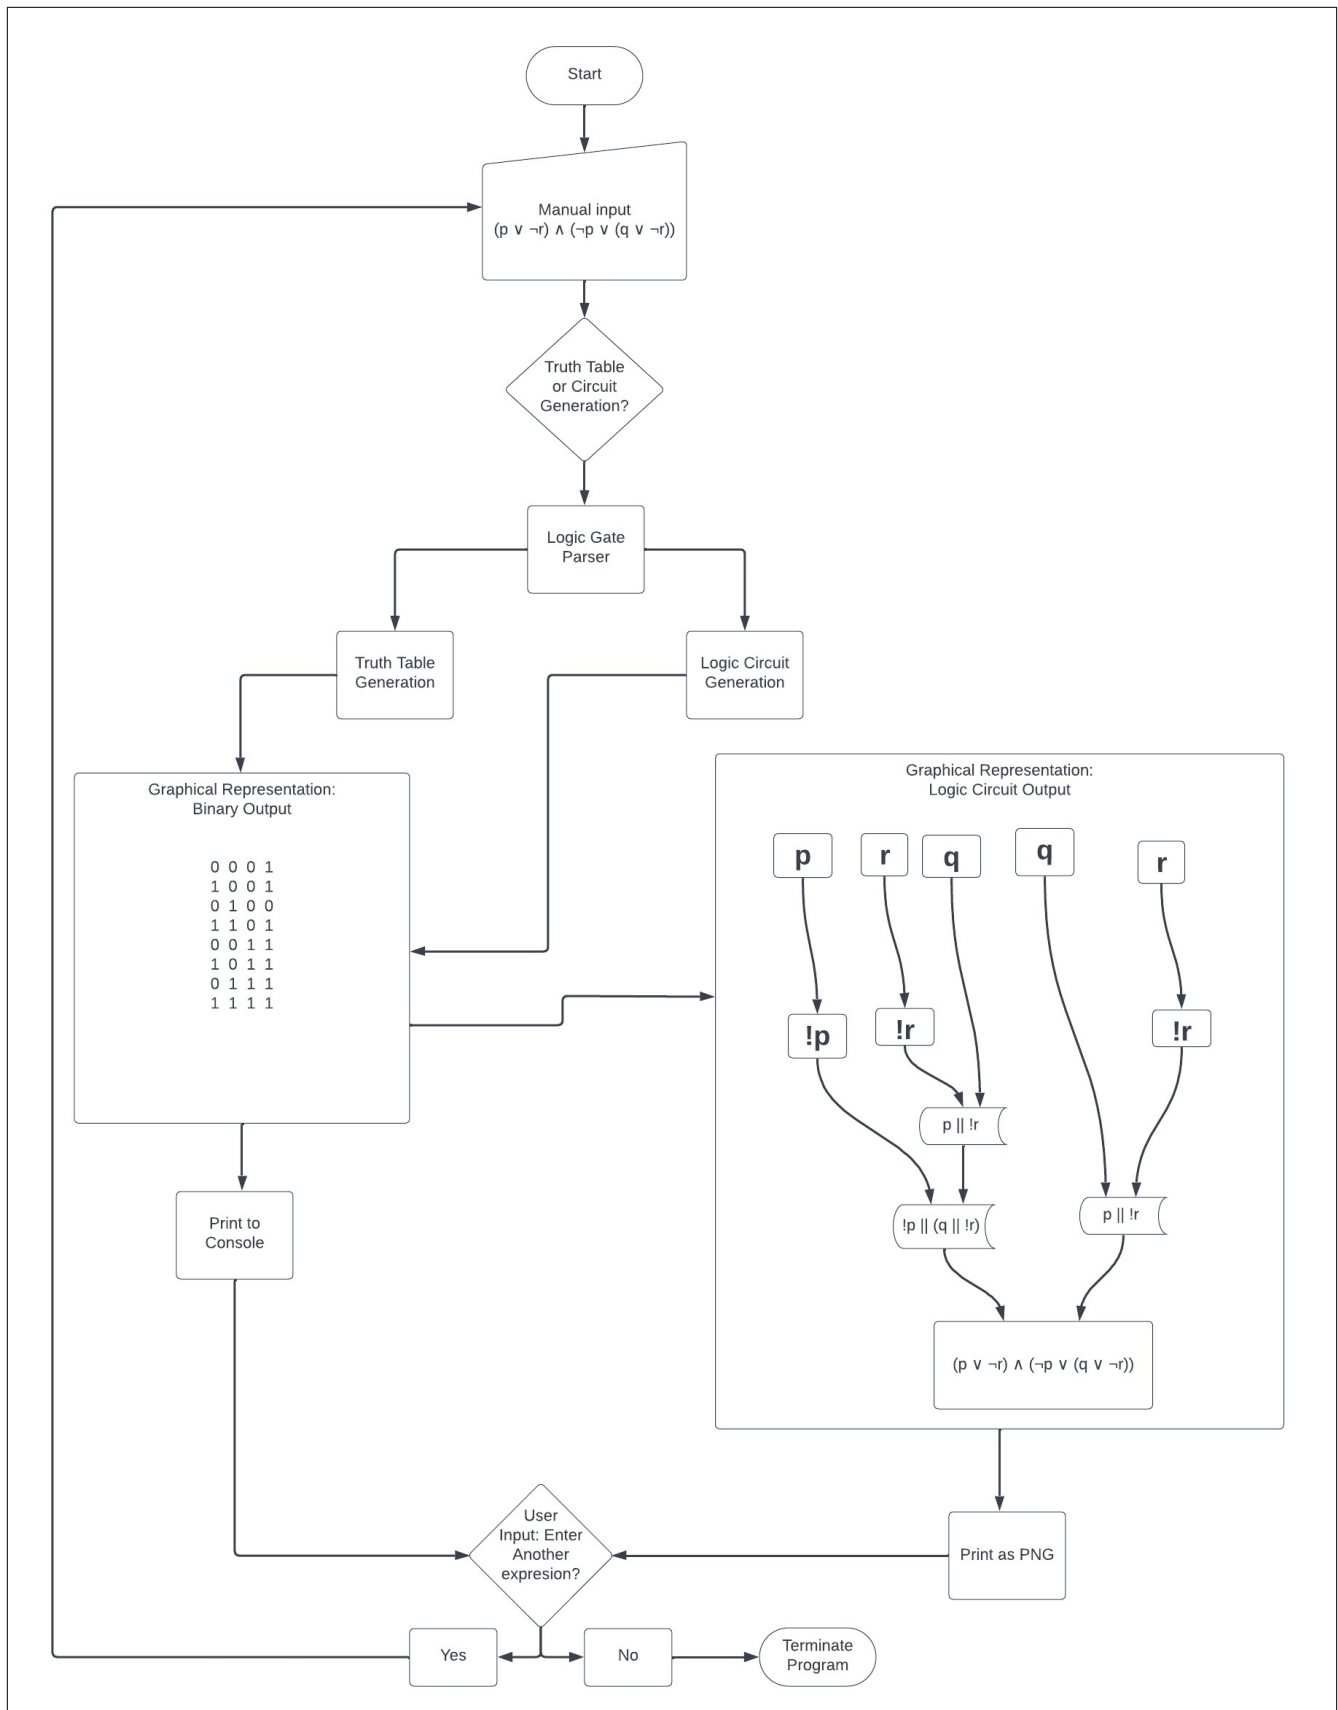 Start
Manual input
(p ∨ ¬r) ∧ (¬p ∨ (q ∨ ¬r))
Truth Table
or Circuit
Generation?
Logic Gate
Parser
Truth Table
Generation
Logic Circuit
Generation
Graphical Representation:
Binary Output
0 0 0 1
1 0 0 1
0 1 0 0
1 1 0 1
0 0 1 1
1 0 1 1
0 1 1 1
1 1 1 1
Graphical Representation:
Logic Circuit Output
p
r
q
q
r
!p
!r
!r
p || !r
!p || (q || !r)
p || !r
(p ∨ ¬r) ∧ (¬p ∨ (q ∨ ¬r))
Print to
Console
User
Input: Enter
Another
expresion?
Print as PNG
Yes
No
Terminate
Program